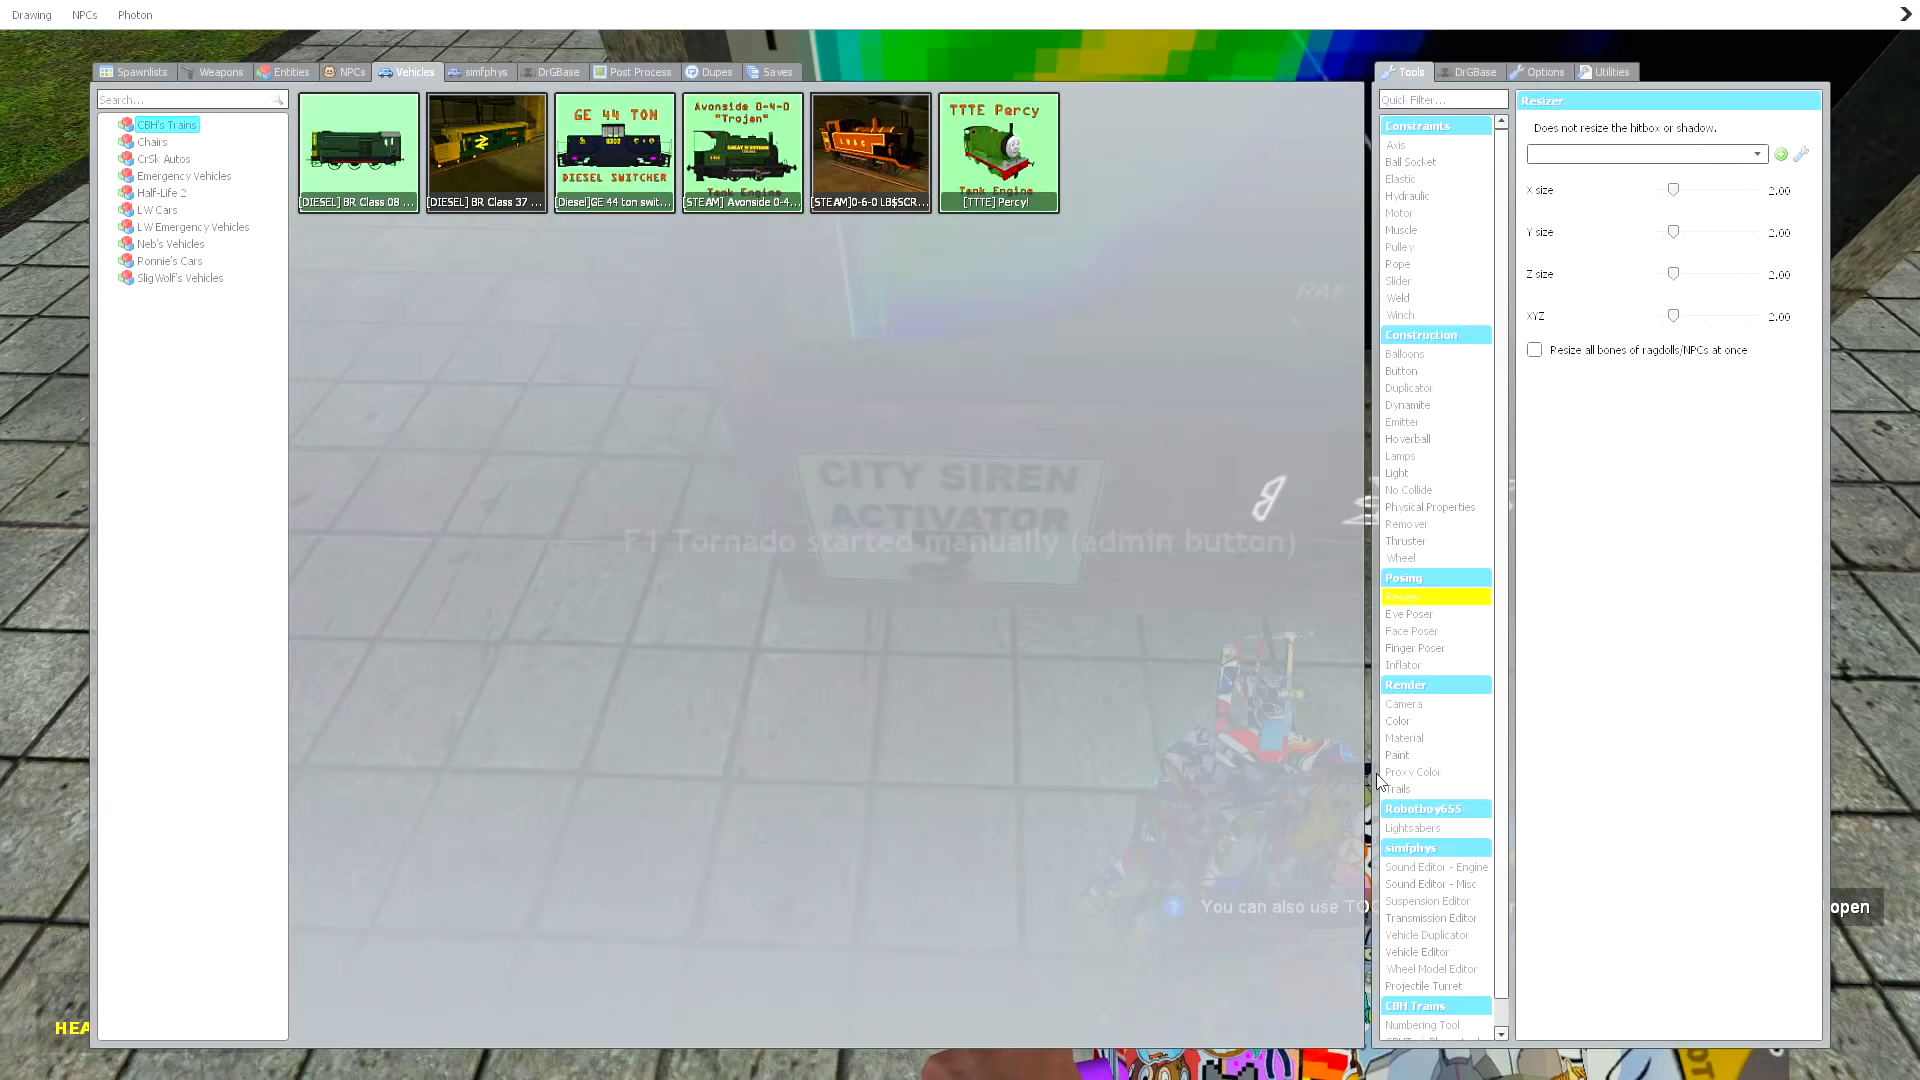 Drawing NPCs Photon
Spawnlists Weapons Entities NPCs Vehicles simfphys DrGBase Post Process Dupes Saves
Search...
CBH's Trains
Chairs
CrSk Autos
Emergency Vehicles
Half-Life 2
LW Cars
LW Emergency Vehicles
Neb's Vehicles
Ronnie's Cars
SligWolf's Vehicles
[DIESEL] BR Class 08 ...
[DIESEL] BR Class 37 ...
GE 44 TON
DIESEL SWITCHER
[Diesel]GE 44 ton swit...
Avonside 0-4-0
"Trojan"
Tank Engine
[STEAM] Avonside 0-4...
[STEAM]0-6-0 LB$SCR...
TTTE Percy
Tank Engine
[TTTE] Percy!
RAY
CITY SIREN
ACTIVATOR
F1 Tornado started manually (admin button)
You can also use TOO
open
HEA
Tools DrGBase Options Utilities
Quick Filter...
Constraints
Axis
Ball Socket
Elastic
Hydraulic
Motor
Muscle
Pulley
Rope
Slider
Weld
Winch
Construction
Balloons
Button
Duplicator
Dynamite
Emitter
Hoverball
Lamps
Light
No Collide
Physical Properties
Remover
Thruster
Wheel
Posing
Resizer
Eye Poser
Face Poser
Finger Poser
Inflator
Render
Camera
Color
Material
Paint
Proxy Color
Trails
Robotboy655
Lightsabers
simfphys
Sound Editor - Engine
Sound Editor - Misc
Suspension Editor
Transmission Editor
Vehicle Duplicator
Vehicle Editor
Wheel Model Editor
Projectile Turret
CBH Trains
Numbering Tool
Resizer
Does not resize the hitbox or shadow.
X size 2.00
Y size 2.00
Z size 2.00
XYZ 2.00
Resize all bones of ragdolls/NPCs at once